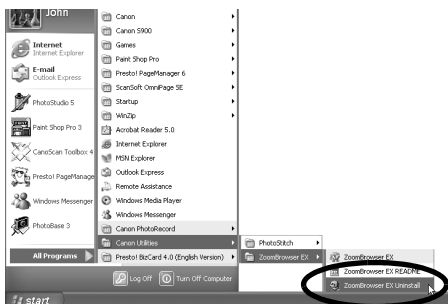 John
Internet
Internet Explorer
E-mail
Outlook Express
PhotoStudio 5
Paint Shop Pro 3
CanoScan Toolbox 4
Presto! PageManage
Windows Messenger
PhotoBase 3
All Programs
Canon
Canon S900
Games
Paint Shop Pro
Presto! PageManager 6
ScanSoft OmniPage SE
Startup
WinZip
Acrobat Reader 5.0
Internet Explorer
MSN Explorer
Outlook Express
Remote Assistance
Windows Media Player
Windows Messenger
Canon PhotoRecord
Canon Utilities
Presto! BizCard 4.0 (English Version)
PhotoStitch
ZoomBrowser EX
ZoomBrowser EX
ZoomBrowser EX README
ZoomBrowser EX Uninstall
Log Off
Turn Off Computer
start